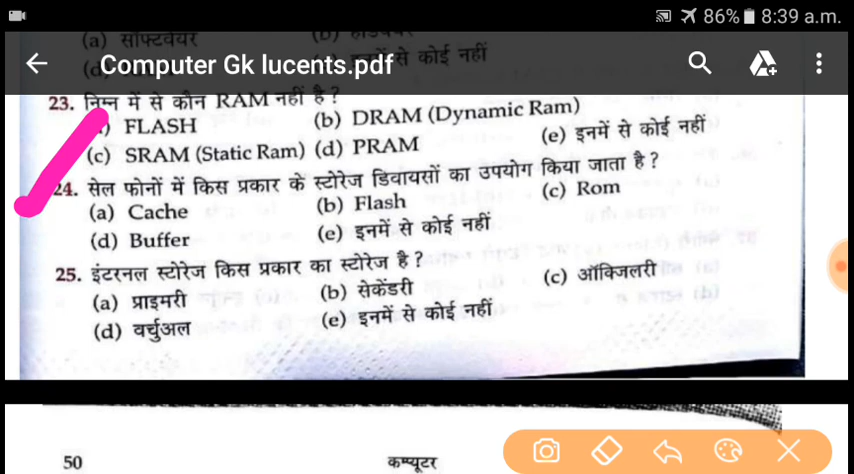 86% 8:39 a.m.
(a) सॉफ्टवेयर (b) हार्डवेयर
Computer Gk lucents.pdf
से कोई नहीं
23. निम्न में से कौन RAM नहीं है ?
FLASH (b) DRAM (Dynamic Ram)
(c) SRAM (Static Ram) (d) PRAM (e) इनमें से कोई नहीं
24. सेल फोनों में किस प्रकार के स्टोरेज डिवायसों का उपयोग किया जाता है ?
(a) Cache (b) Flash (c) Rom
(d) Buffer (e) इनमें से कोई नहीं
25. इंटरनल स्टोरेज किस प्रकार का स्टोरेज है ?
(a) प्राइमरी (b) सेकेंडरी (c) ऑक्जिलरी
(d) वर्चुअल (e) इनमें से कोई नहीं
50 कम्प्यूटर